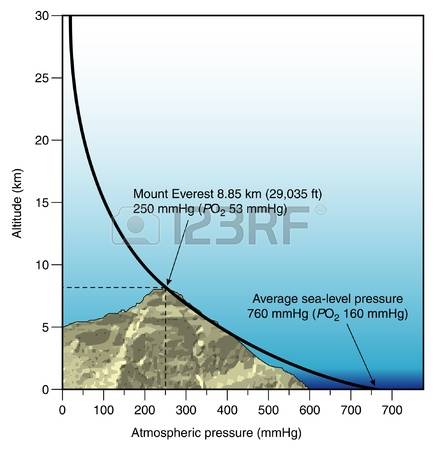 30
25
20
15
10
5
0
Altitude (km)
Mount Everest 8.85 km (29,035 ft)
250 mmHg (PO₂ 53 mmHg)
123RF
Average sea-level pressure
760 mmHg (PO₂ 160 mmHg)
0 100 200 300 400 500 600 700
Atmospheric pressure (mmHg)